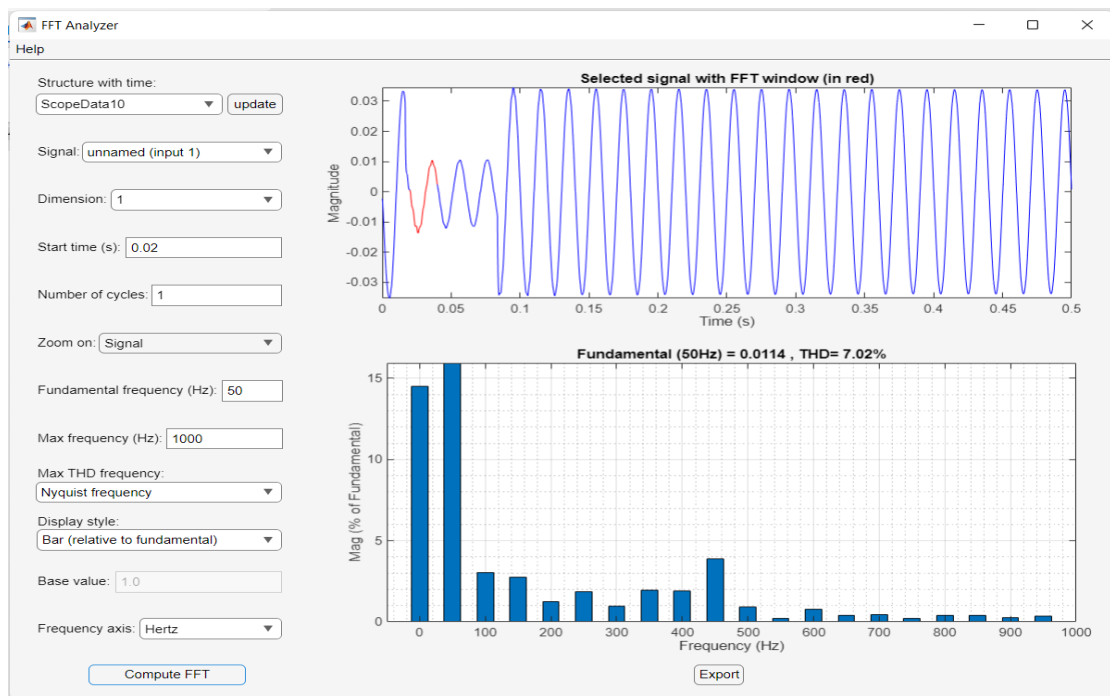 FFT Analyzer
Help
Structure with time:
ScopeData10
update
Signal: unnamed (input 1)
Dimension: 1
Start time (s): 0.02
Number of cycles: 1
Zoom on: Signal
Fundamental frequency (Hz): 50
Max frequency (Hz): 1000
Max THD frequency:
Nyquist frequency
Display style:
Bar (relative to fundamental)
Base value: 1.0
Frequency axis: Hertz
Compute FFT
Selected signal with FFT window (in red)
Magnitude
0.03
0.02
0.01
0
-0.01
-0.02
-0.03
0 0.05 0.1 0.15 0.2 0.25 0.3 0.35 0.4 0.45 0.5
Time (s)
Fundamental (50Hz) = 0.0114 , THD= 7.02%
Mag (% of Fundamental)
15
10
5
0
0 100 200 300 400 500 600 700 800 900 1000
Frequency (Hz)
Export